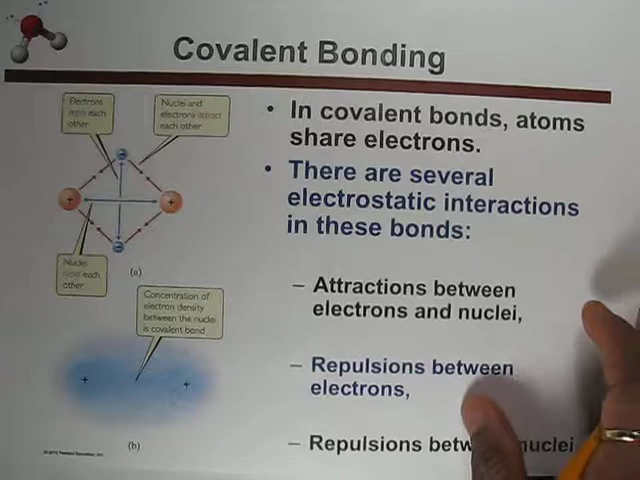 Covalent Bonding
Electrons
repel each
other
Nuclei and
electrons attract
each other
+
+
Nuclei
repel each
other
(a)
Concentration of
electron density
between the nuclei
is covalent bond
+
+
(b)
• In covalent bonds, atoms
share electrons.
• There are several
electrostatic interactions
in these bonds:
– Attractions between
electrons and nuclei,
– Repulsions between
electrons,
– Repulsions nuclei